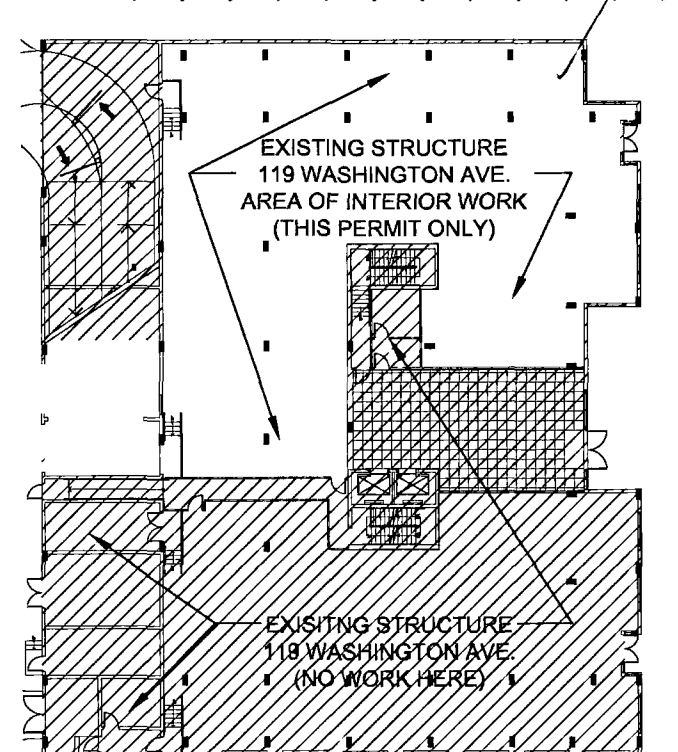 EXISTING STRUCTURE
119 WASHINGTON AVE.
AREA OF INTERIOR WORK
(THIS PERMIT ONLY)
EXISITNG STRUCTURE
119 WASHINGTON AVE.
(NO WORK HERE)